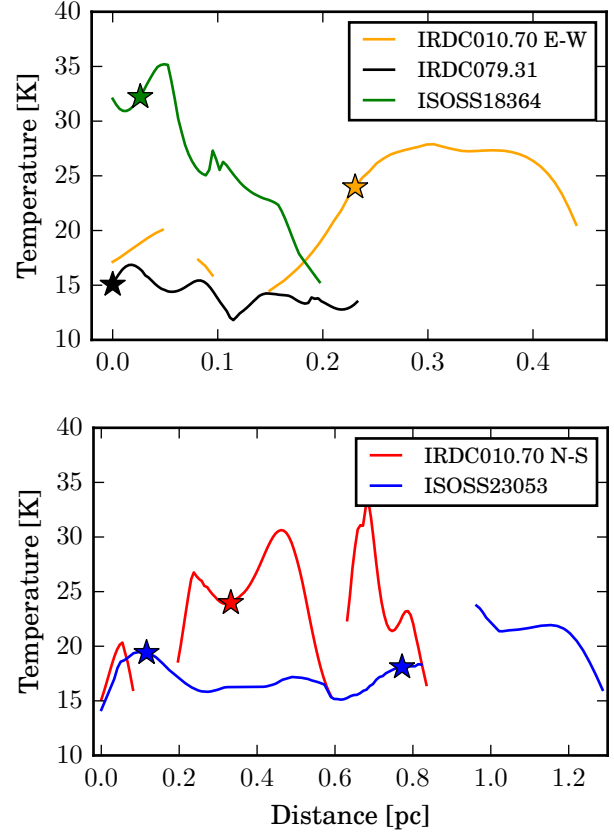 40
35
30
25
20
15
10
Temperature [K]
IRDC010.70 E-W
IRDC079.31
ISOSS18364
0.0 0.1 0.2 0.3 0.4
40
35
30
25
20
15
10
Temperature [K]
IRDC010.70 N-S
ISOSS23053
0.0 0.2 0.4 0.6 0.8 1.0 1.2
Distance [pc]